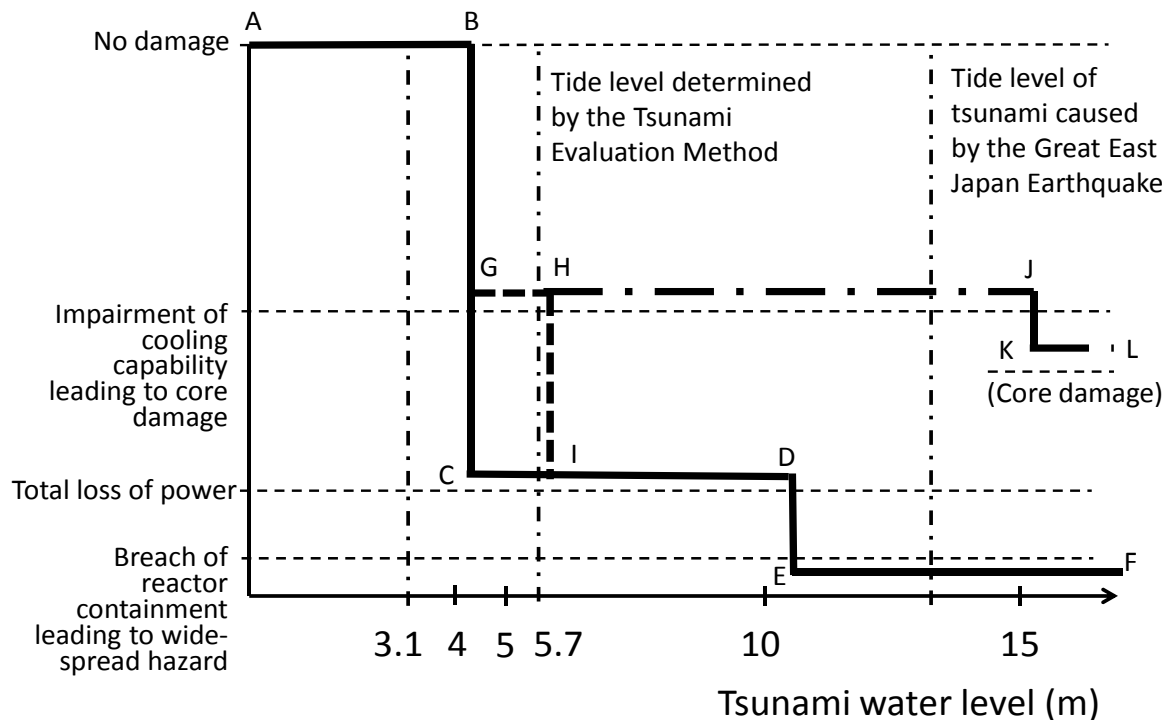 A
B
No damage
Tide level determined
by the Tsunami
Evaluation Method
Tide level of
tsunami caused
by the Great East
Japan Earthquake
G
H
J
Impairment of
cooling
capability
leading to core
damage
K
L
(Core damage)
C
I
D
Total loss of power
Breach of
reactor
containment
leading to wide-
spread hazard
E
F
3.1
4
5
5.7
10
15
Tsunami water level (m)